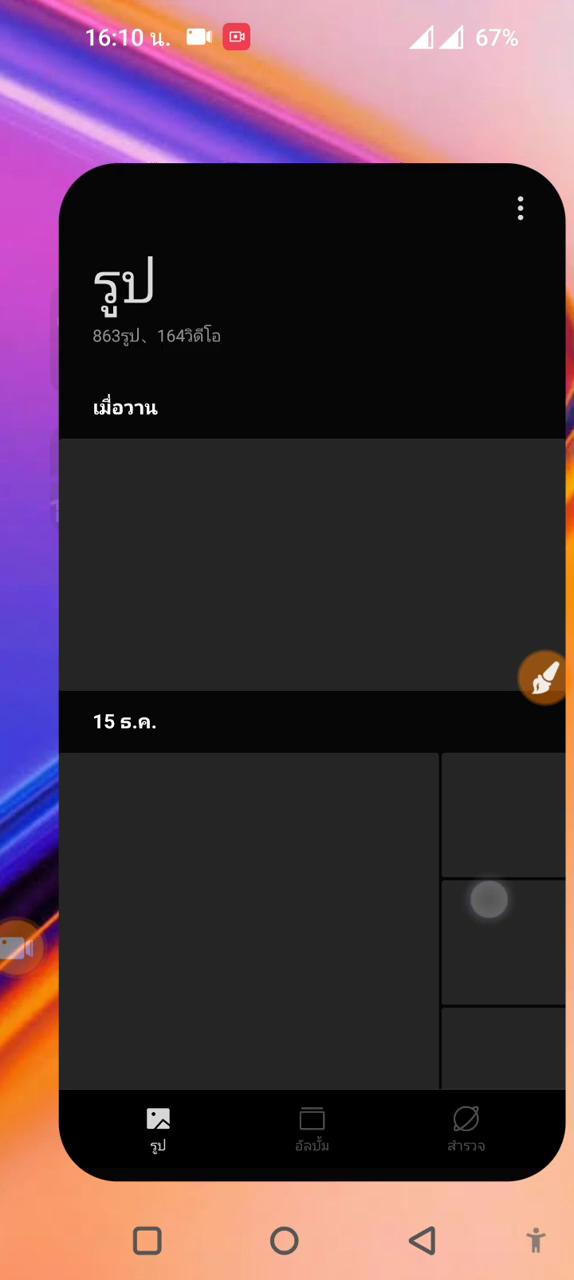 16:10 น.
67%
รูป
863รูป、164วิดีโอ
เมื่อวาน
15 ธ.ค.
รูป
อัลบั้ม
สำรวจ